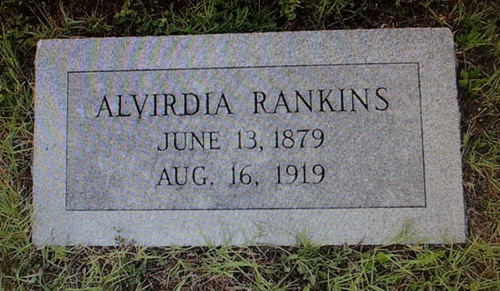 ALVIRDIA RANKINS
JUNE 13, 1879
AUG. 16, 1919